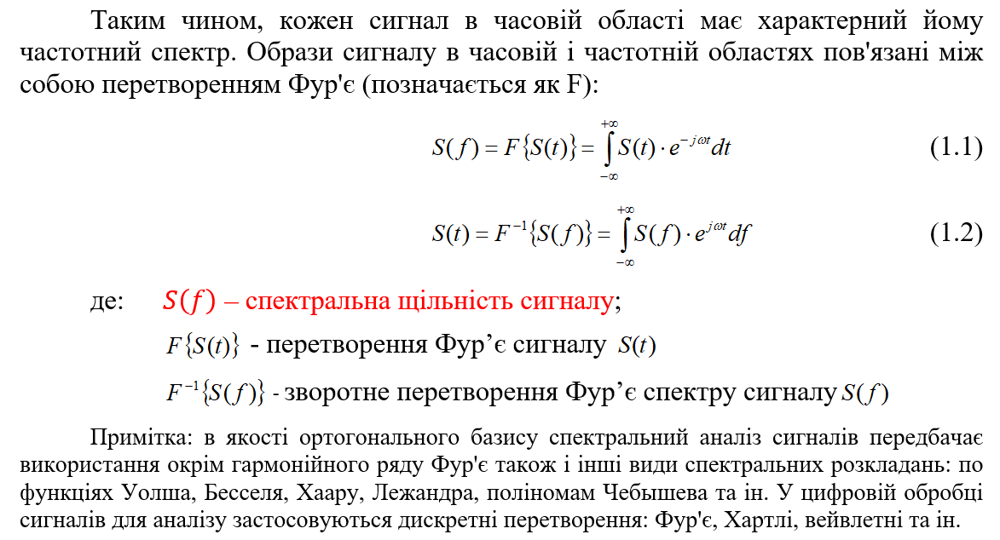 Таким чином, кожен сигнал в часовій області має характерний йому
частотний спектр. Образи сигналу в часовій і частотній областях пов'язані між
собою перетворенням Фур'є (позначається як F):
S(f) = F{S(t)} = ∫_{-∞}^{+∞} S(t) · e^{-jωt} dt (1.1)
S(t) = F^{-1}{S(f)} = ∫_{-∞}^{+∞} S(f) · e^{jωt} df (1.2)
де: S(f) – спектральна щільність сигналу;
F{S(t)} - перетворення Фур’є сигналу S(t)
F^{-1}{S(f)} - зворотне перетворення Фур’є спектру сигналу S(f)
Примітка: в якості ортогонального базису спектральний аналіз сигналів передбачає
використання окрім гармонійного ряду Фур'є також і інші види спектральних розкладань: по
функціях Уолша, Бесселя, Хаару, Лежандра, поліномам Чебышева та ін. У цифровій обробці
сигналів для аналізу застосовуються дискретні перетворення: Фур'є, Хартлі, вейвлетні та ін.